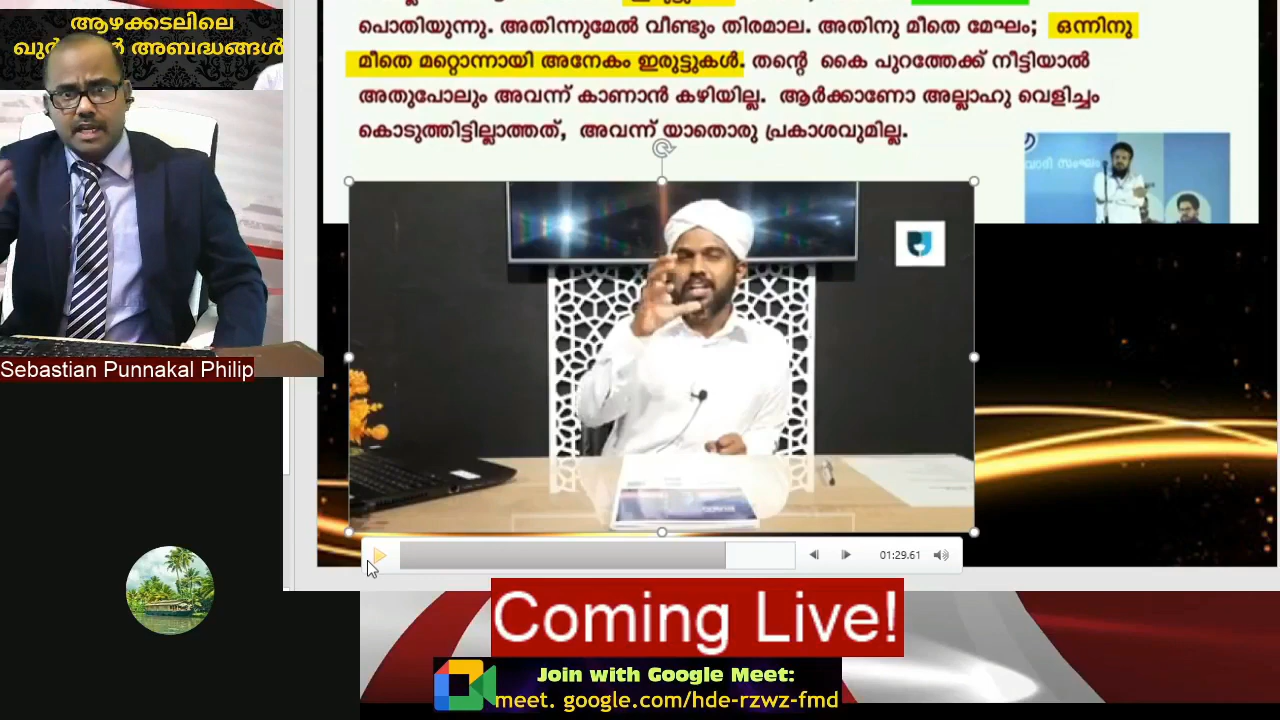 ആഴക്കടലിലെ
അബദ്ധങ്ങൾ
പൊതിയുന്നു. അതിന്നുമേൽ വീണ്ടും തിരമാല. അതിനു മീതെ മേഘം; ഒന്നിനു
മീതെ മറ്റൊന്നായി അനേകം ഇരുട്ടുകൾ. തന്റെ കൈ പുറത്തേക്ക് നീട്ടിയാൽ
അതുപോലും അവന്ന് കാണാൻ കഴിയില്ല. ആർക്കാണോ അല്ലാഹു വെളിച്ചം
കൊടുത്തിട്ടില്ലാത്തത്, അവന്ന് യാതൊരു പ്രകാശവുമില്ല.
വാദി സംഘം
Sebastian Punnakal Philip
01:29.61
Coming Live!
Join with Google Meet:
meet. google.com/hde-rzwz-fmd